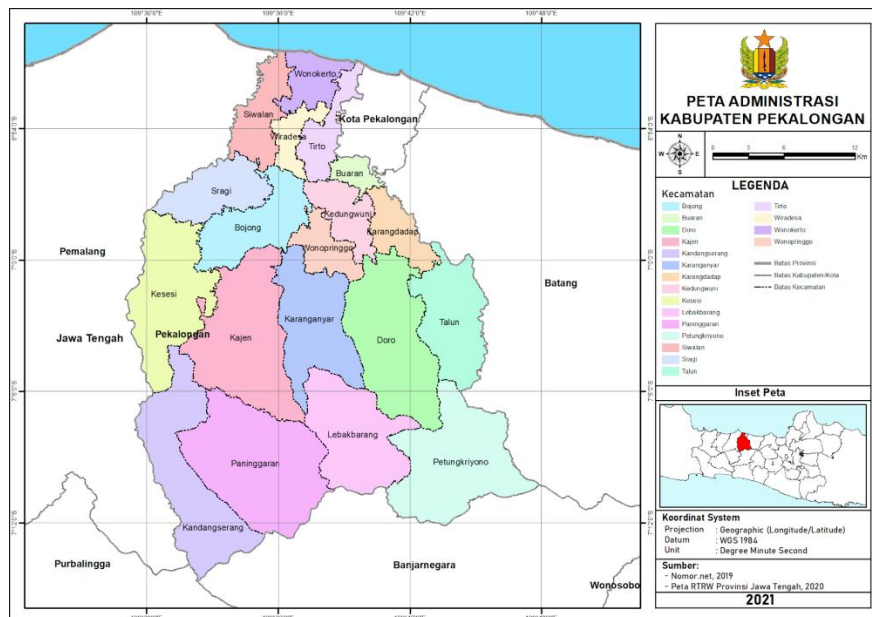 109°30'0"E
109°36'0"E
109°42'0"E
109°48'0"E
6°54'0"S
7°0'0"S
7°6'0"S
7°12'0"S
Wonokerto
Siwalan
Kota Pekalongan
Wiradesa
Tirto
Buaran
Sragi
Kedungwuni
Bojong
Karangdadap
Wonopringgo
Pemalang
Batang
Kesesi
Karanganyar
Talun
Jawa Tengah
Pekalongan
Kajen
Doro
Lebakbarang
Paninggaran
Petungkriyono
Kandangserang
Purbalingga
Banjarnegara
Wonosobo
PETA ADMINISTRASI
KABUPATEN PEKALONGAN
N
W E
S
0 3 6 12
Km
LEGENDA
Kecamatan
Bojong
Buaran
Doro
Kajen
Kandangserang
Karanganyar
Karangdadap
Kedungwuni
Kesesi
Lebakbarang
Paninggaran
Petungkriyono
Siwalan
Sragi
Talun
Tirto
Wiradesa
Wonokerto
Wonopringgo
Batas Provinsi
Batas Kabupaten/Kota
Batas Kecamatan
Inset Peta
Koordinat System
Projection : Geographic (Longitude/Latitude)
Datum : WGS 1984
Unit : Degree Minute Second
Sumber:
- Nomor.net, 2019
- Peta RTRW Provinsi Jawa Tengah, 2020
2021